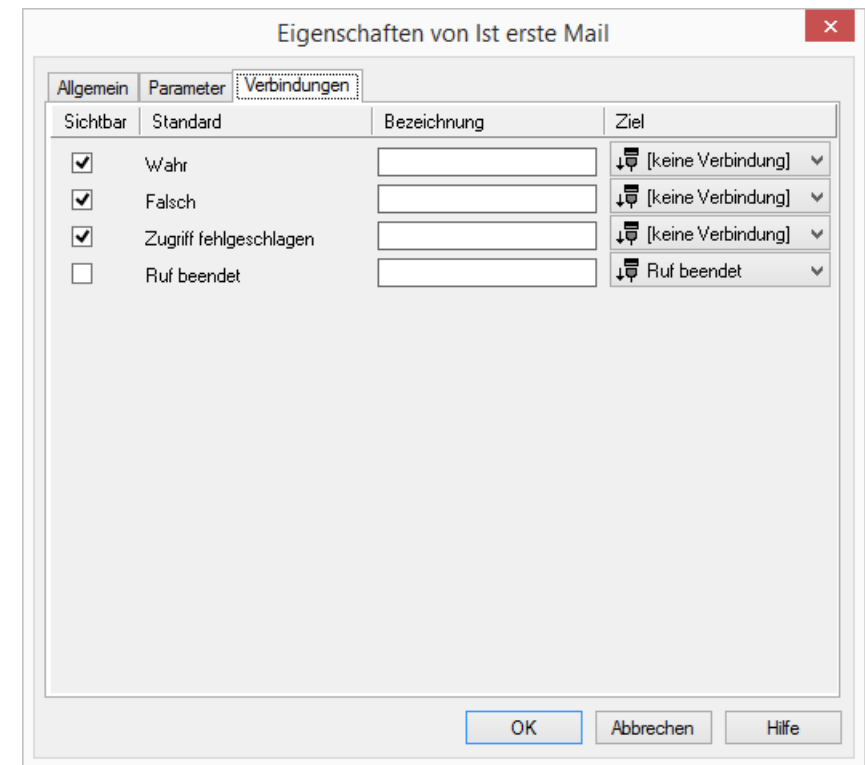 Eigenschaften von Ist erste Mail
Allgemein Parameter Verbindungen
Sichtbar Standard Bezeichnung Ziel
Wahr [keine Verbindung]
Falsch [keine Verbindung]
Zugriff fehlgeschlagen [keine Verbindung]
Ruf beendet Ruf beendet
OK Abbrechen Hilfe